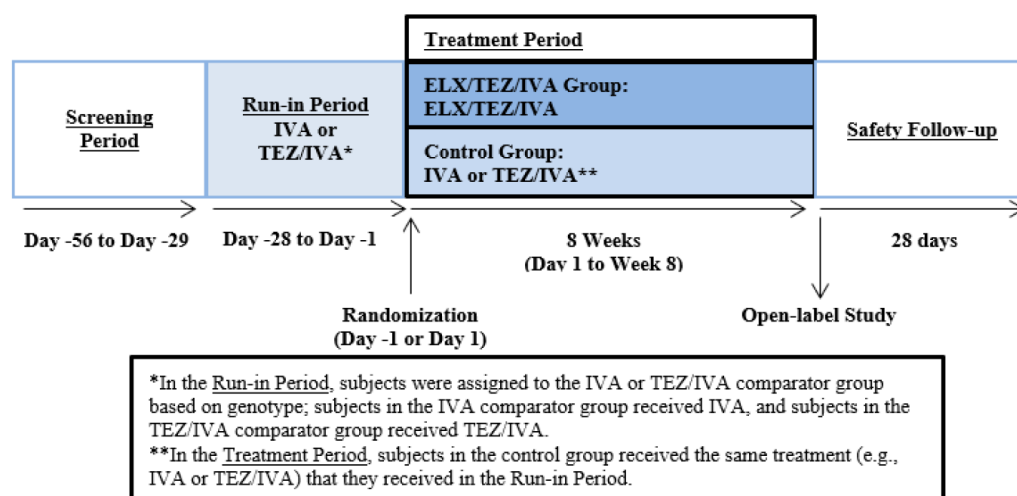 Treatment Period
Screening
Period
Run-in Period
IVA or
TEZ/IVA*
ELX/TEZ/IVA Group:
ELX/TEZ/IVA
Control Group:
IVA or TEZ/IVA**
Safety Follow-up
Day -56 to Day -29
Day -28 to Day -1
8 Weeks
(Day 1 to Week 8)
28 days
Randomization
(Day -1 or Day 1)
Open-label Study
*In the Run-in Period, subjects were assigned to the IVA or TEZ/IVA comparator group
based on genotype; subjects in the IVA comparator group received IVA, and subjects in the
TEZ/IVA comparator group received TEZ/IVA.
**In the Treatment Period, subjects in the control group received the same treatment (e.g.,
IVA or TEZ/IVA) that they received in the Run-in Period.